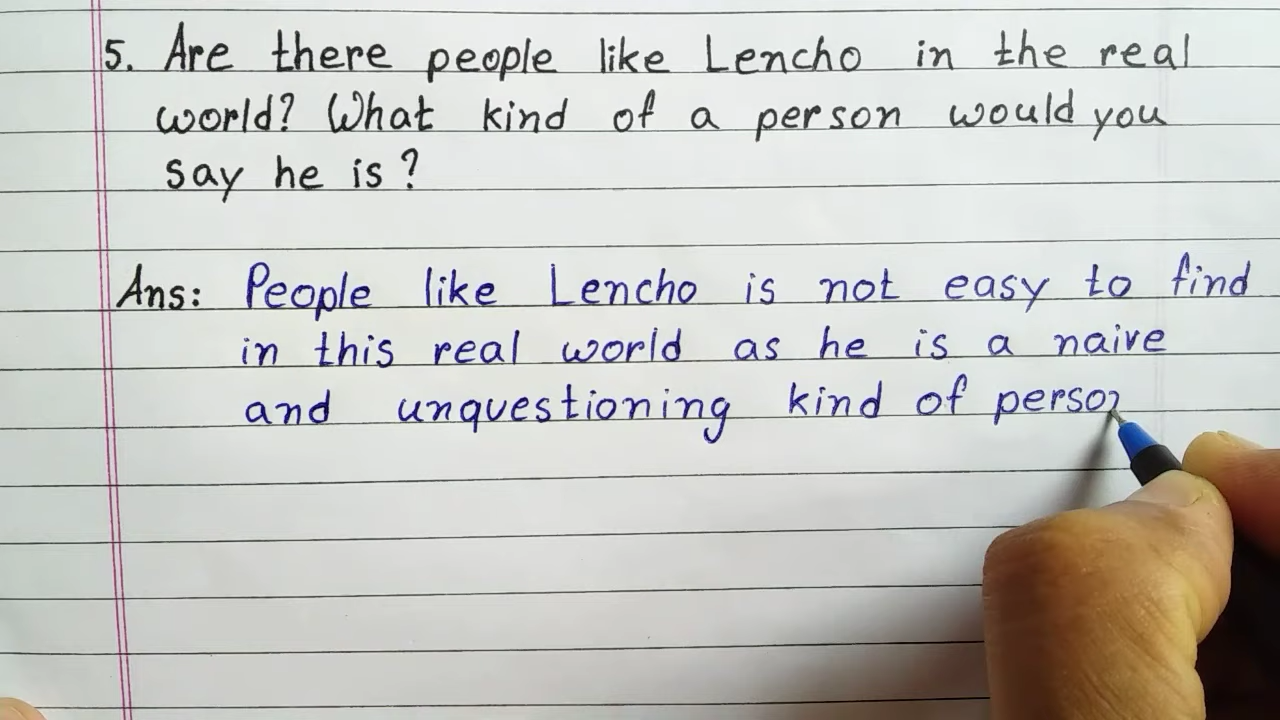 5. Are there people like Lencho in the real
world? What kind of a person would you
say he is?
Ans: People like Lencho is not easy to find
in this real world as he is a naive
and unquestioning kind of person